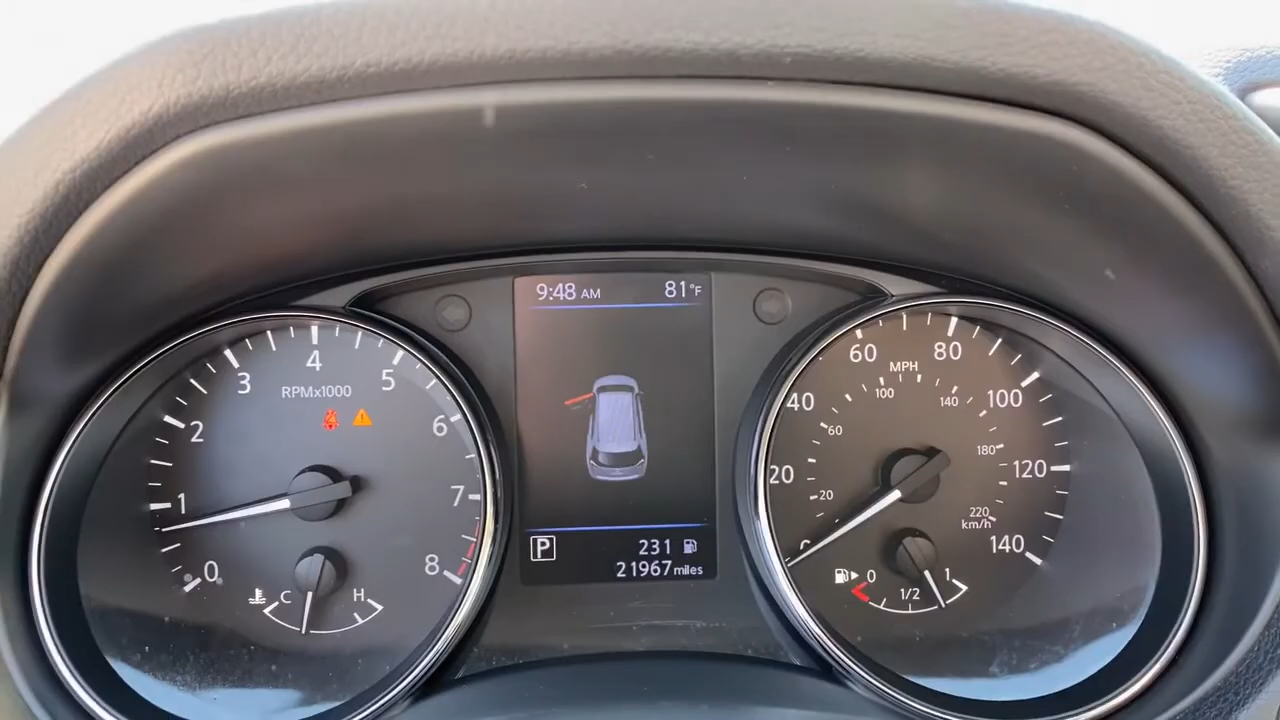 9:48 AM 81°F
4
3 5
RPMx1000
2 6
1 7
0 8
C H
P 231
21967 miles
60 80
MPH
100 140
40 100
60
180
20 120
20
220
km/h
0 140
0 1/2 1